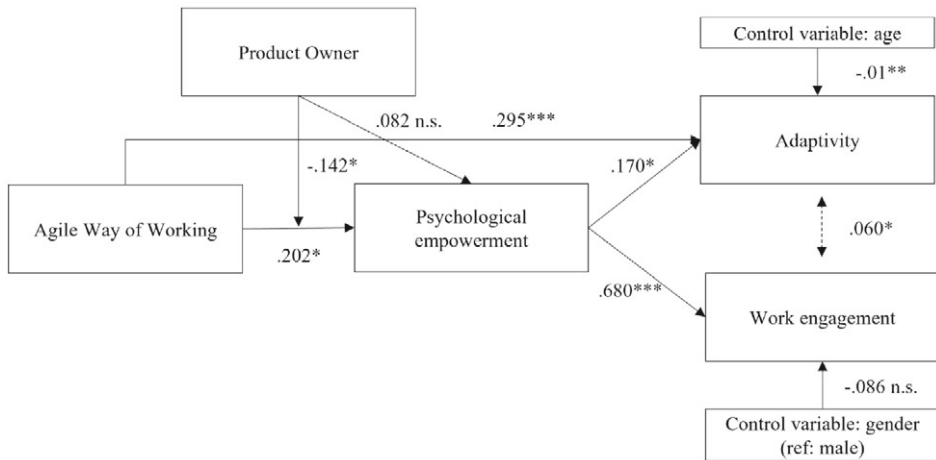 Control variable: age
Product Owner
-.01**
.082 n.s.
.295***
Adaptivity
-.142*
.170*
Psychological
empowerment
Agile Way of Working
.202*
.060*
.680***
Work engagement
-.086 n.s.
Control variable: gender
(ref: male)